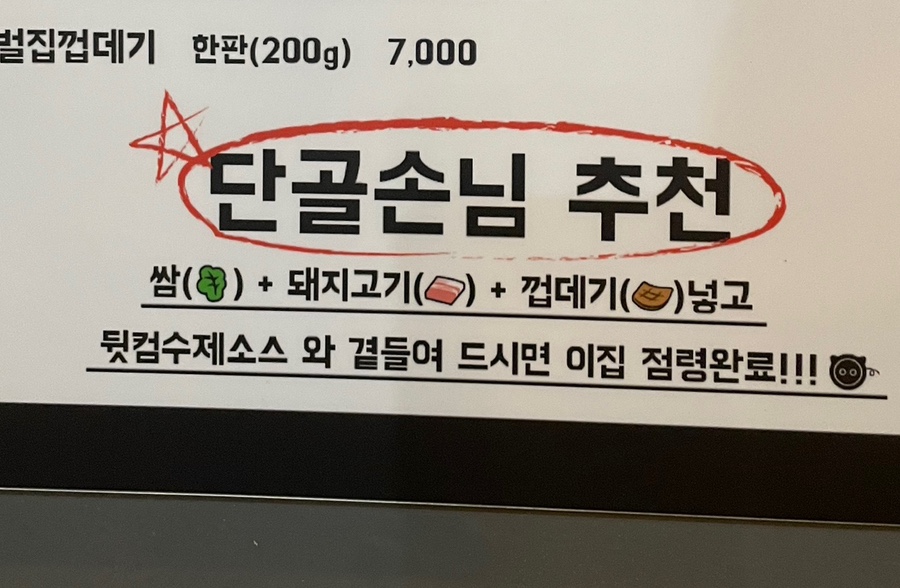 벌집껍데기 한판(200g) 7,000
단골손님 추천
쌈() + 돼지고기() + 껍데기()넣고
뒷컴수제소스 와 곁들여 드시면 이집 점령완료!!!